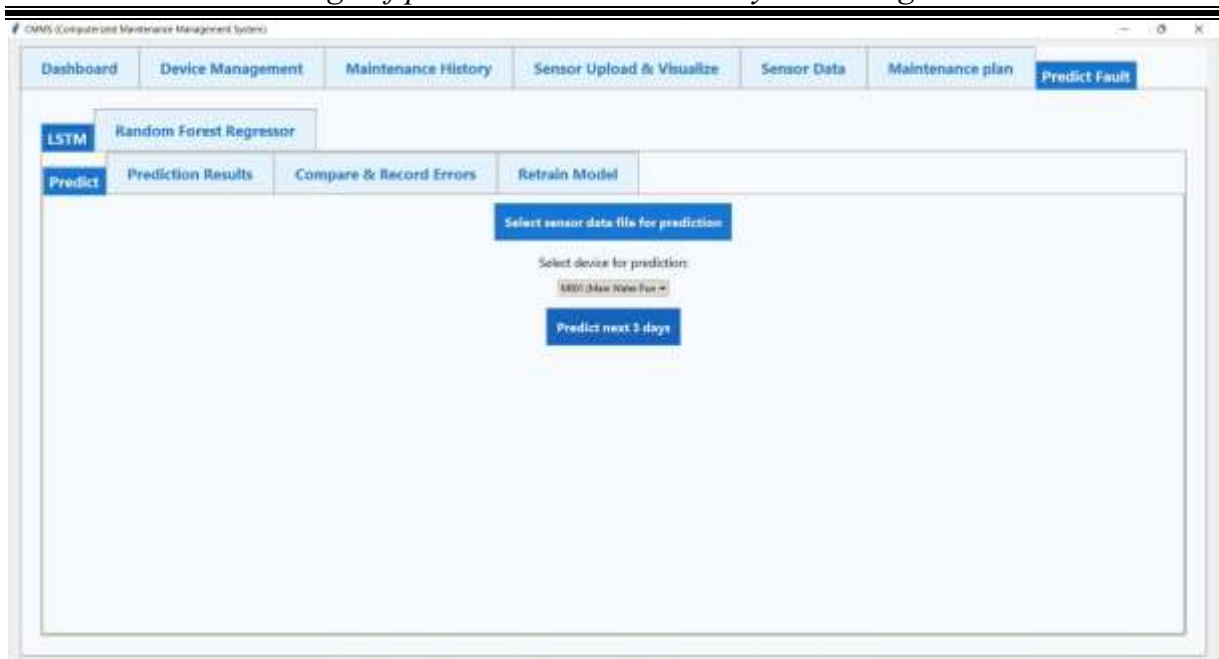 CMMS (Computerized Maintenance Management System)
Dashboard Device Management Maintenance History Sensor Upload & Visualize Sensor Data Maintenance plan Predict Fault
LSTM Random Forest Regressor
Predict Prediction Results Compare & Record Errors Retrain Model
Select sensor data file for prediction
Select device for prediction:
(Main Water
Predict next 3 days